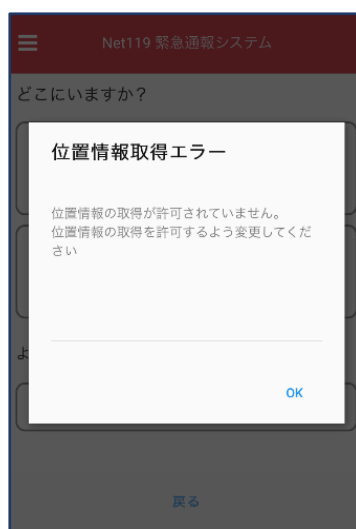 Net119 緊急通報システム
どこにいますか？
位置情報取得エラー
位置情報の取得が許可されていません。
位置情報の取得を許可するよう変更してくだ
さい
よ
OK
戻る